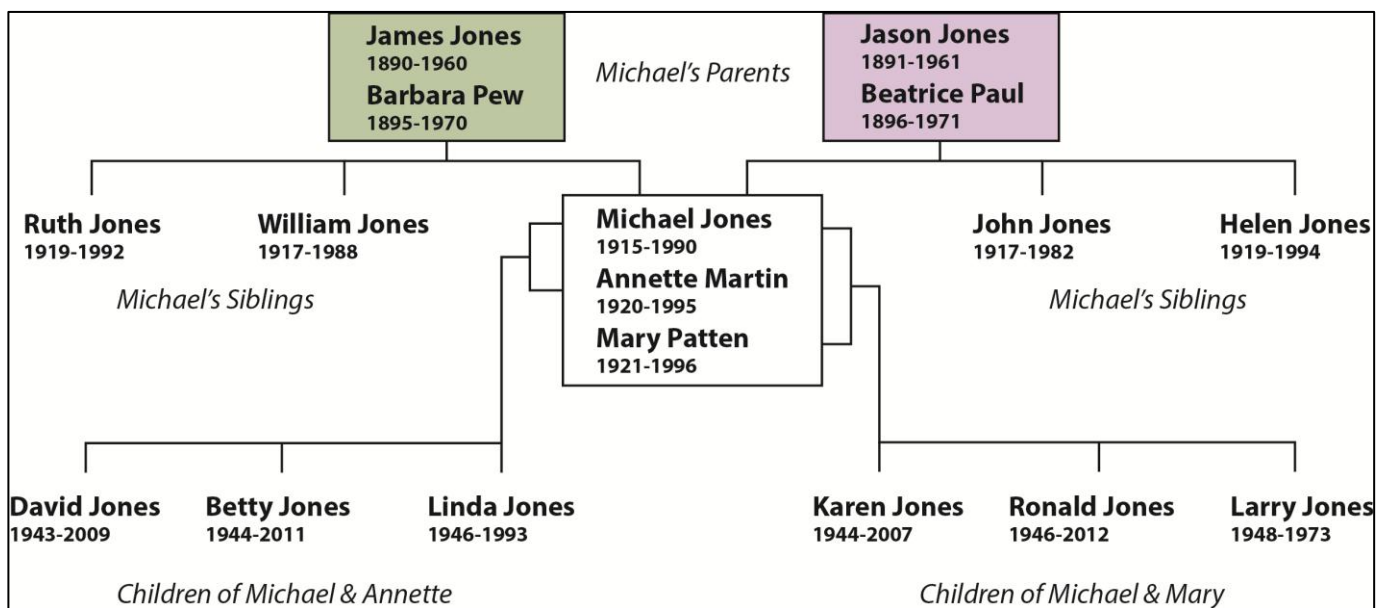 James Jones
1890-1960
Barbara Pew
1895-1970
Michael's Parents
Jason Jones
1891-1961
Beatrice Paul
1896-1971
Ruth Jones
1919-1992
William Jones
1917-1988
Michael's Siblings
Michael Jones
1915-1990
Annette Martin
1920-1995
Mary Patten
1921-1996
John Jones
1917-1982
Helen Jones
1919-1994
Michael's Siblings
David Jones
1943-2009
Betty Jones
1944-2011
Linda Jones
1946-1993
Children of Michael & Annette
Karen Jones
1944-2007
Ronald Jones
1946-2012
Larry Jones
1948-1973
Children of Michael & Mary